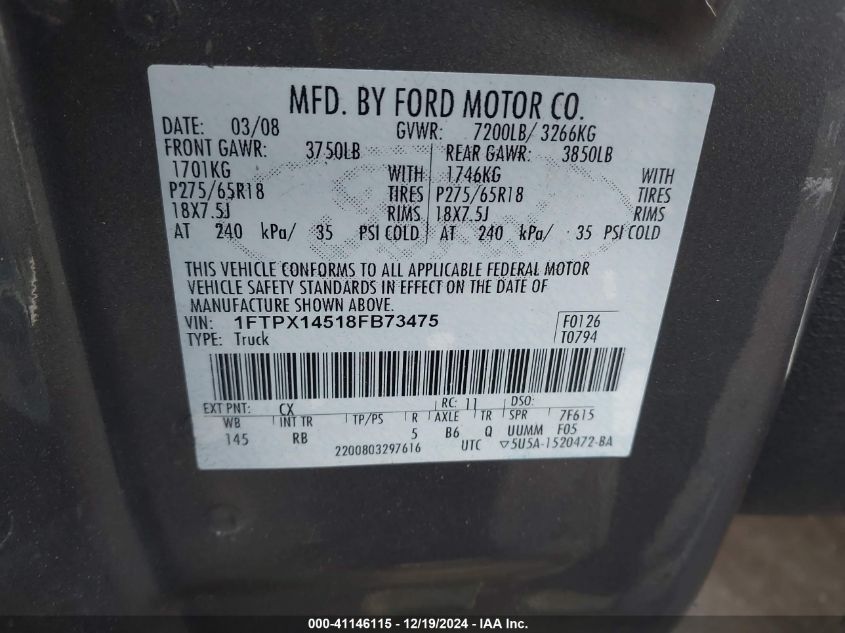 MFD. BY FORD MOTOR CO.
DATE: 03/08 GVWR: 7200LB/ 3266KG
FRONT GAWR: 3750LB REAR GAWR: 3850LB
1701KG WITH 1746KG WITH
P275/65R18 TIRES P275/65R18 TIRES
18X7.5J RIMS 18X7.5J RIMS
AT 240 kPa/ 35 PSI COLD AT 240 kPa/ 35 PSI COLD
THIS VEHICLE CONFORMS TO ALL APPLICABLE FEDERAL MOTOR
VEHICLE SAFETY STANDARDS IN EFFECT ON THE DATE OF
MANUFACTURE SHOWN ABOVE.
VIN: 1FTPX14518FB73475 F0126
TYPE: Truck T0794
EXT PNT: CX RC: 11 DSO:
WB INT TR TP/PS R AXLE TR SPR 7F615
145 RB 5 B6 Q UUMM F05
2200803297616 UTC ▽5U5A-1520472-BA
000-41146115 - 12/19/2024 - IAA Inc.